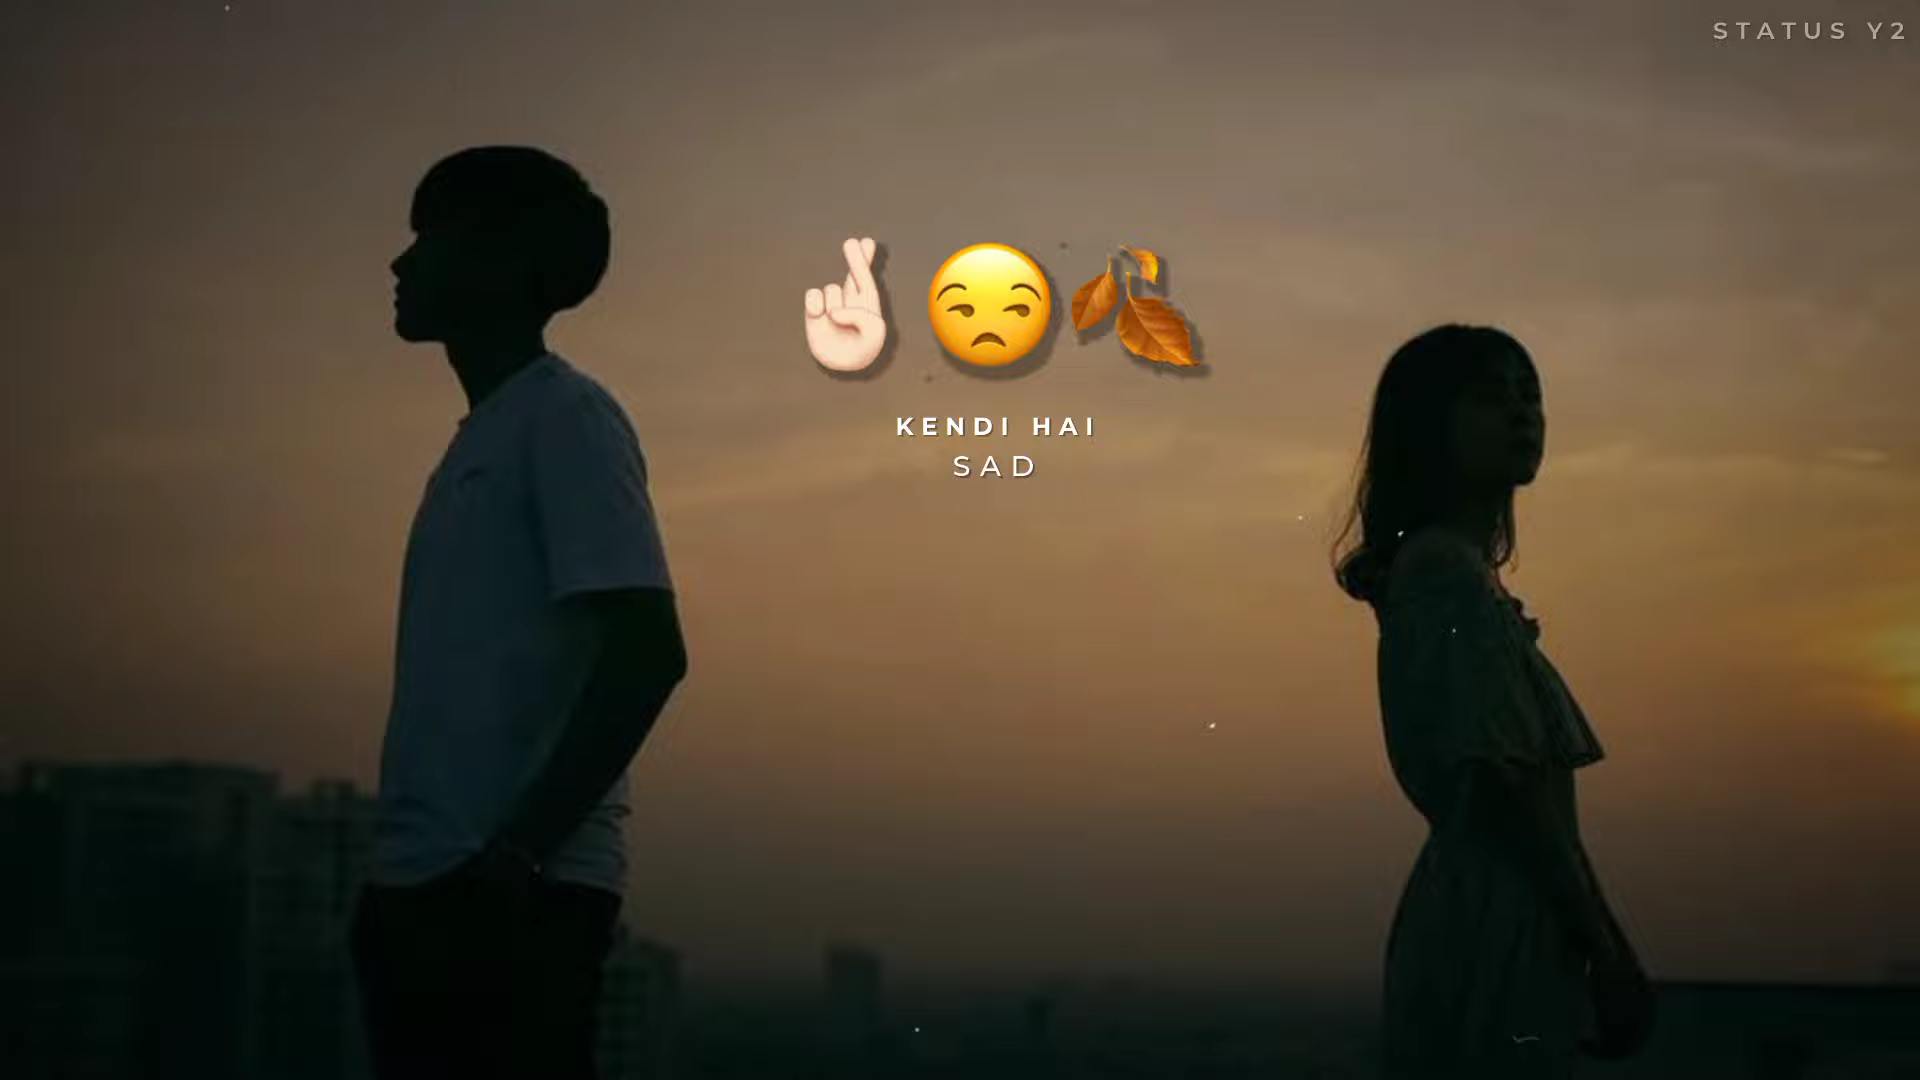 STATUS Y2
🤞🏻 😒🍂
KENDI HAI
SAD